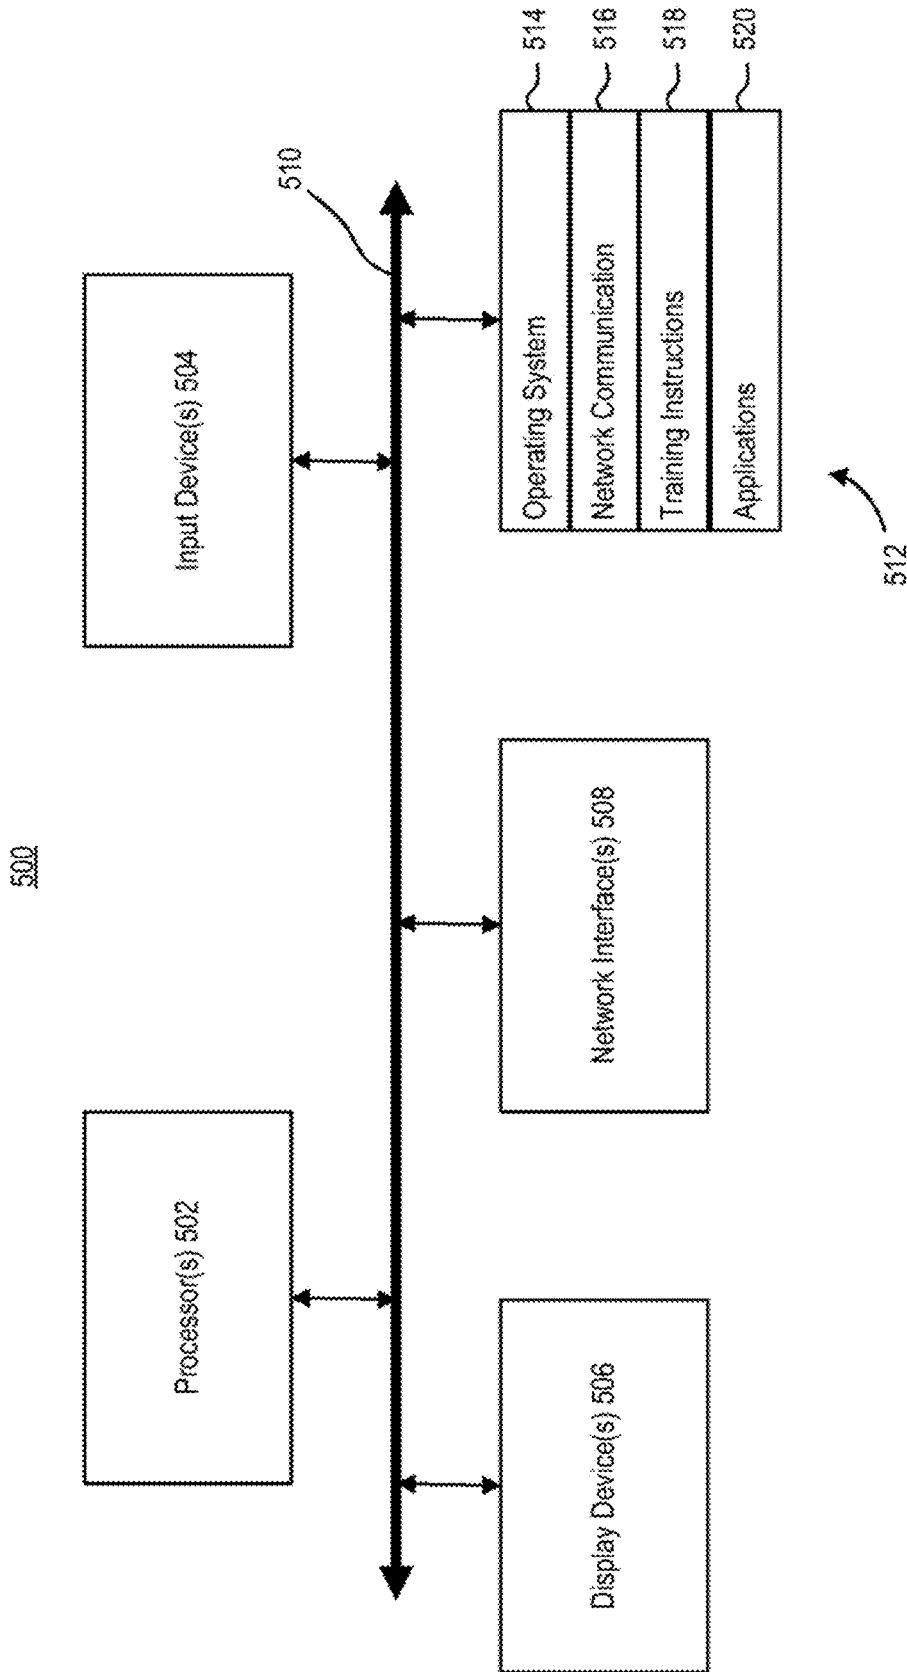 500
Processor(s) 502
Input Device(s) 504
510
Display Device(s) 506
Network Interface(s) 508
Operating System
514
Network Communication
516
Training Instructions
518
Applications
520
512